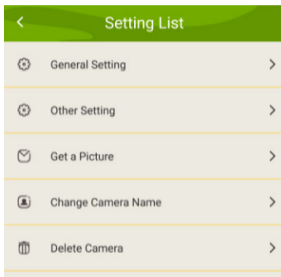 Setting List
General Setting
Other Setting
Get a Picture
Change Camera Name
Delete Camera